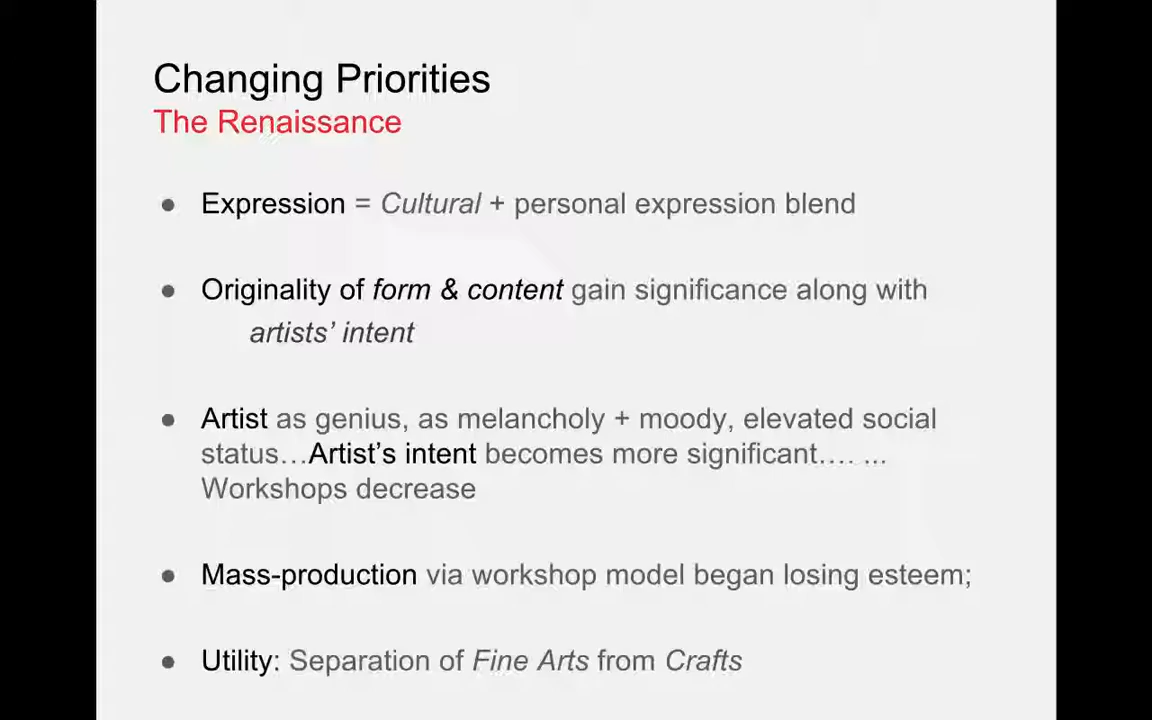 Changing Priorities
The Renaissance
● Expression = Cultural + personal expression blend
● Originality of form & content gain significance along with
artists’ intent
● Artist as genius, as melancholy + moody, elevated social
status…Artist’s intent becomes more significant…. ...
Workshops decrease
● Mass-production via workshop model began losing esteem;
● Utility: Separation of Fine Arts from Crafts